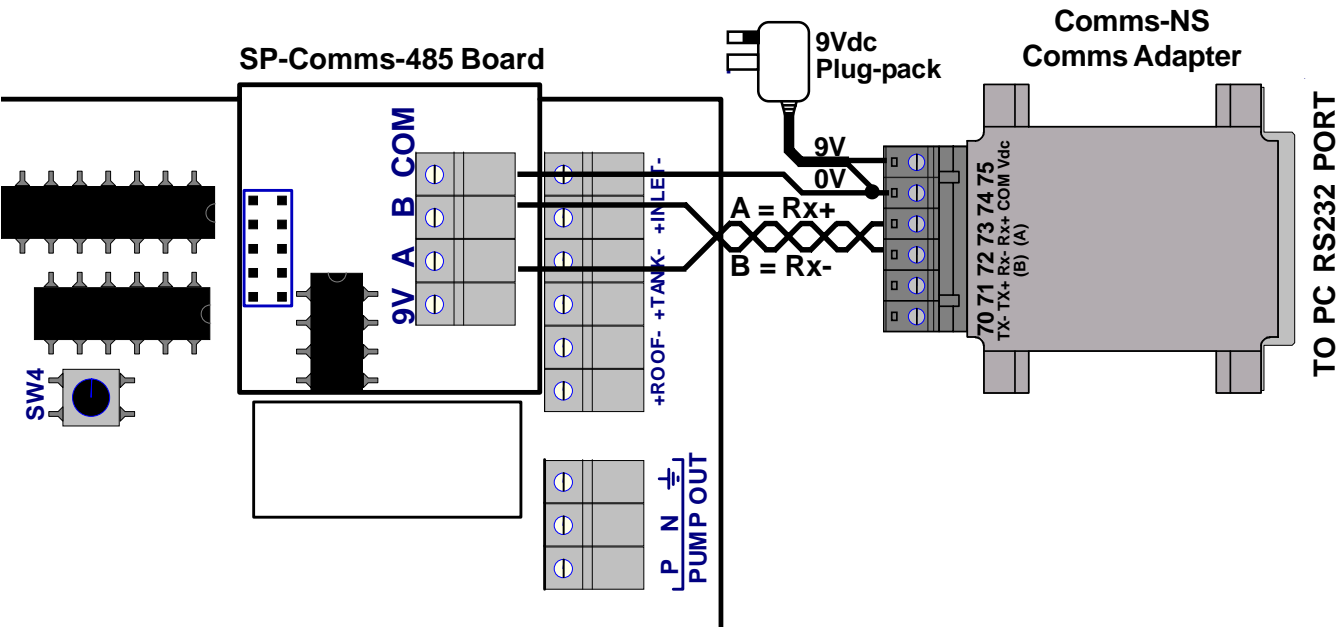 SP-Comms-485 Board
9Vdc
Plug-pack
Comms-NS
Comms Adapter
9V A B COM
+ROOF- +TANK- +INLET-
SW4
P N
PUMP OUT
9V
0V
A = Rx+
B = Rx-
70 71 72 73 74 75
TX- TX+ Rx- Rx+ COM Vdc
(B) (A)
TO PC RS232 PORT